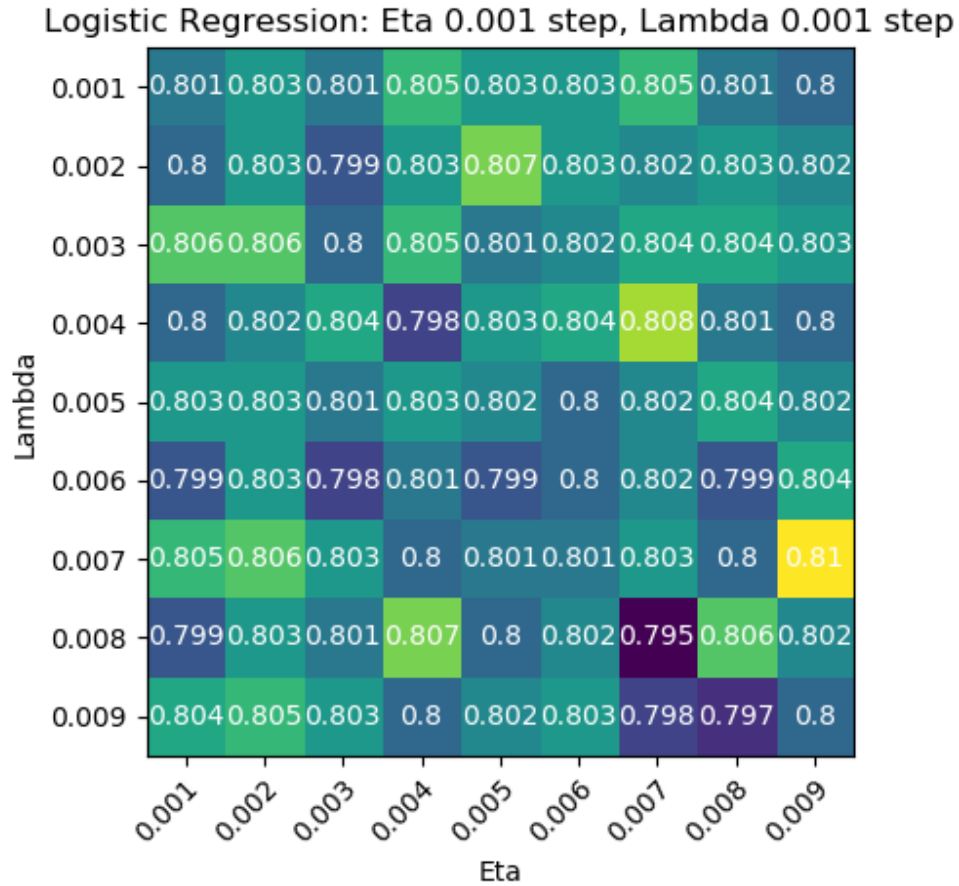 Logistic Regression: Eta 0.001 step, Lambda 0.001 step
0.001 0.801 0.803 0.801 0.805 0.803 0.803 0.805 0.801 0.8
0.002 0.8 0.803 0.799 0.803 0.807 0.803 0.802 0.803 0.802
0.003 0.806 0.806 0.8 0.805 0.801 0.802 0.804 0.804 0.803
0.004 0.8 0.802 0.804 0.798 0.803 0.804 0.808 0.801 0.8
0.005 0.803 0.803 0.801 0.803 0.802 0.8 0.802 0.804 0.802
0.006 0.799 0.803 0.798 0.801 0.799 0.8 0.802 0.799 0.804
0.007 0.805 0.806 0.803 0.8 0.801 0.801 0.803 0.8 0.81
0.008 0.799 0.803 0.801 0.807 0.8 0.802 0.795 0.806 0.802
0.009 0.804 0.805 0.803 0.8 0.802 0.803 0.798 0.797 0.8
Lambda
0.001 0.002 0.003 0.004 0.005 0.006 0.007 0.008 0.009
Eta